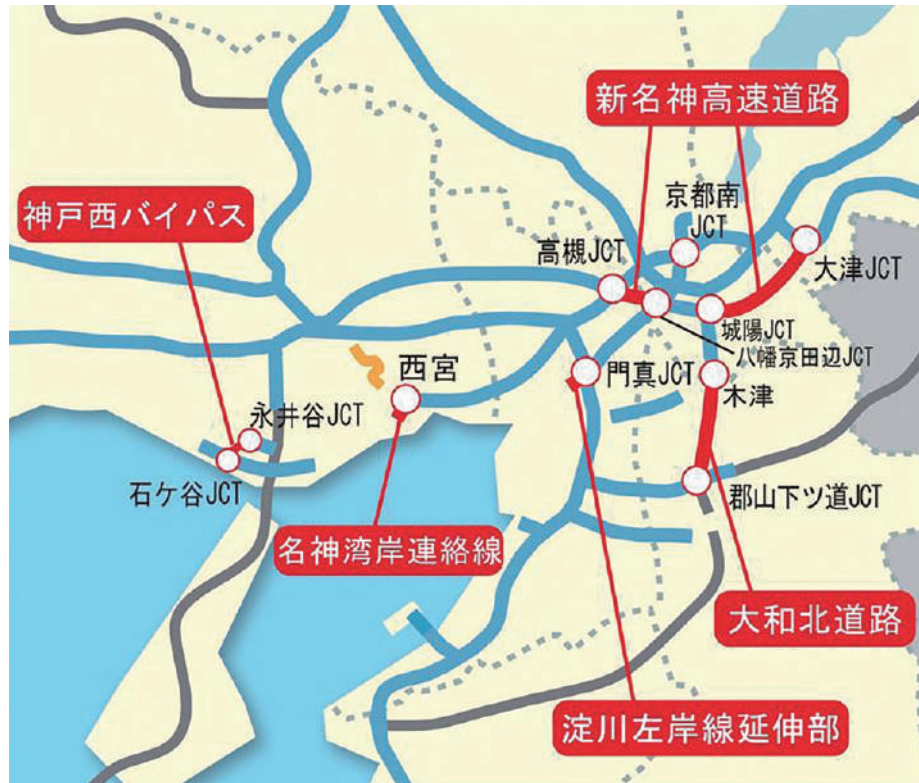 新名神高速道路
京都南
JCT
神戸西バイパス
高槻JCT
大津JCT
城陽JCT
八幡京田辺JCT
西宮
門真JCT
木津
永井谷JCT
石ケ谷JCT
郡山下ツ道JCT
名神湾岸連絡線
大和北道路
淀川左岸線延伸部